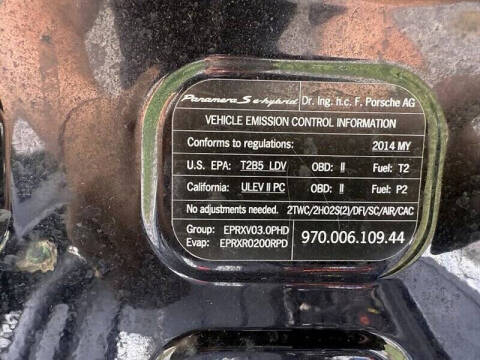 Panamera S e-hybrid Dr. Ing. h.c. F. Porsche AG
VEHICLE EMISSION CONTROL INFORMATION
Conforms to regulations: 2014 MY
U.S. EPA: T2B5 LDV OBD: II Fuel: T2
California: ULEV II PC OBD: II Fuel: P2
No adjustments needed. 2TWC/2HO2S(2)/DFI/SC/AIR/CAC
Group: EPRXV03.0PHD
Evap: EPRXR0200RPD 970.006.109.44